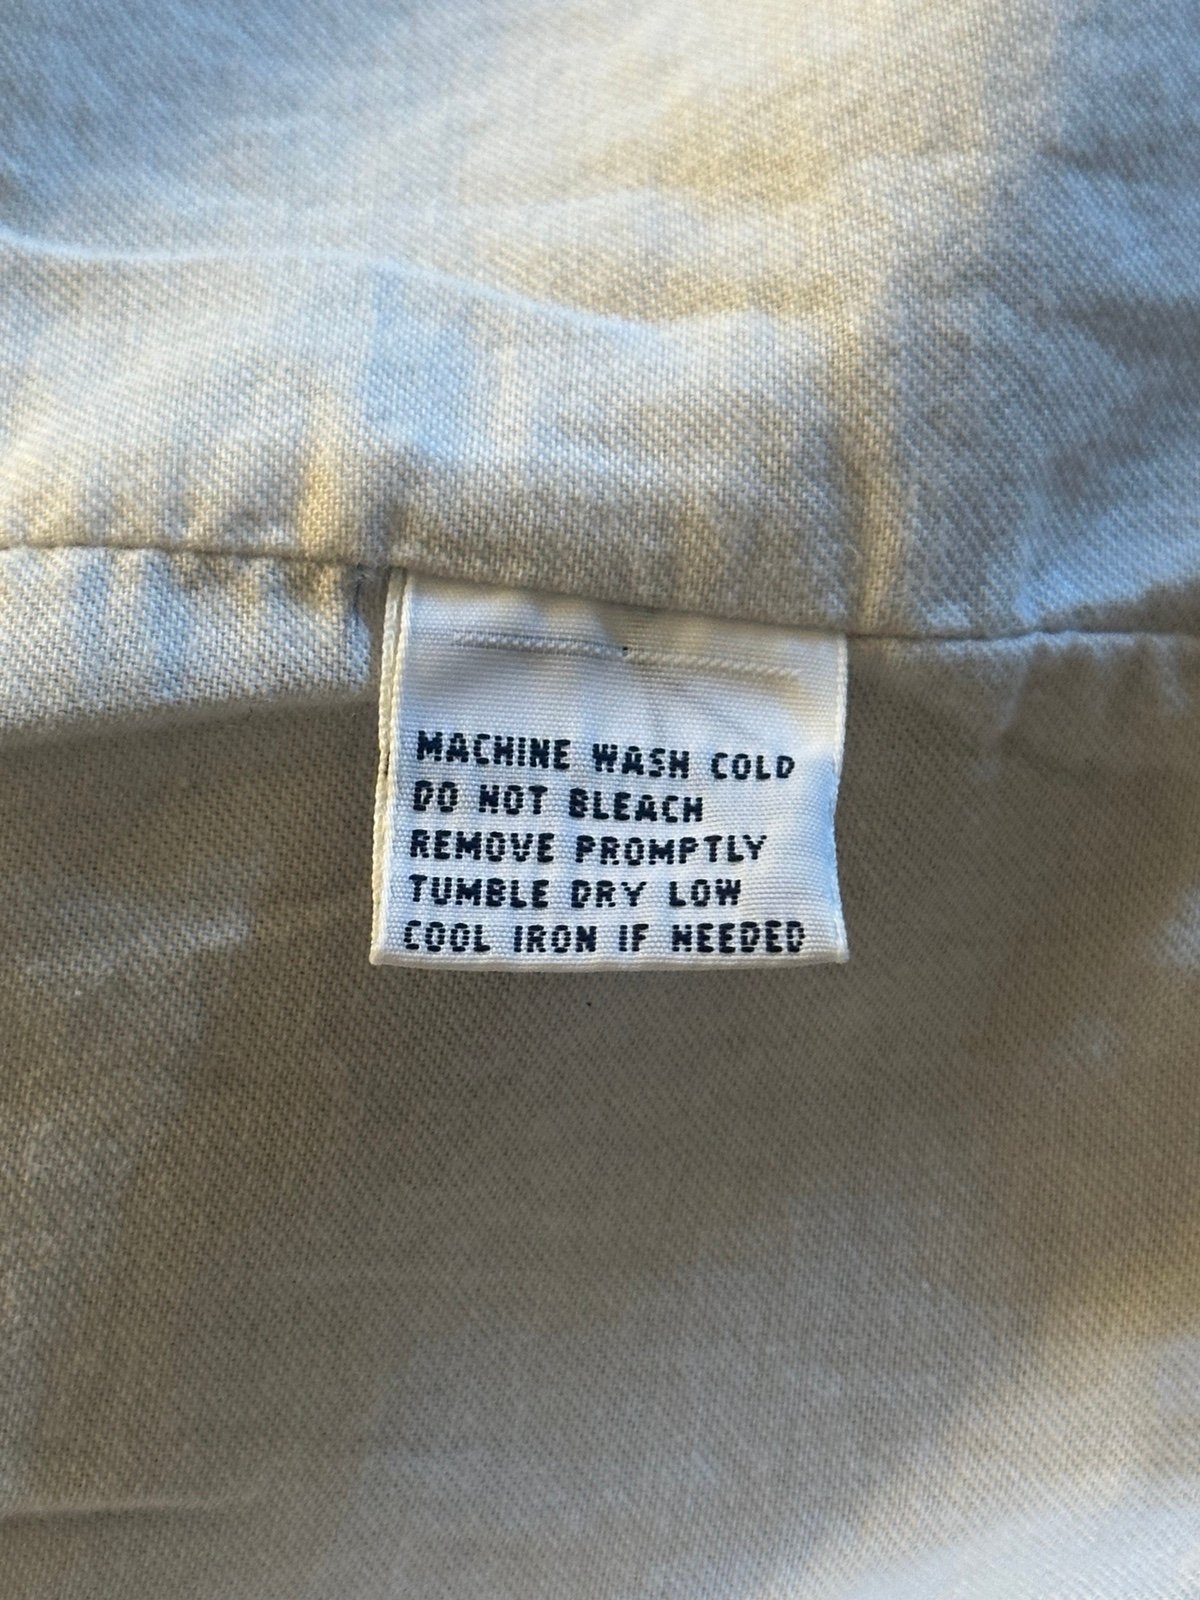 MACHINE WASH COLD
DO NOT BLEACH
REMOVE PROMPTLY
TUMBLE DRY LOW
COOL IRON IF NEEDED